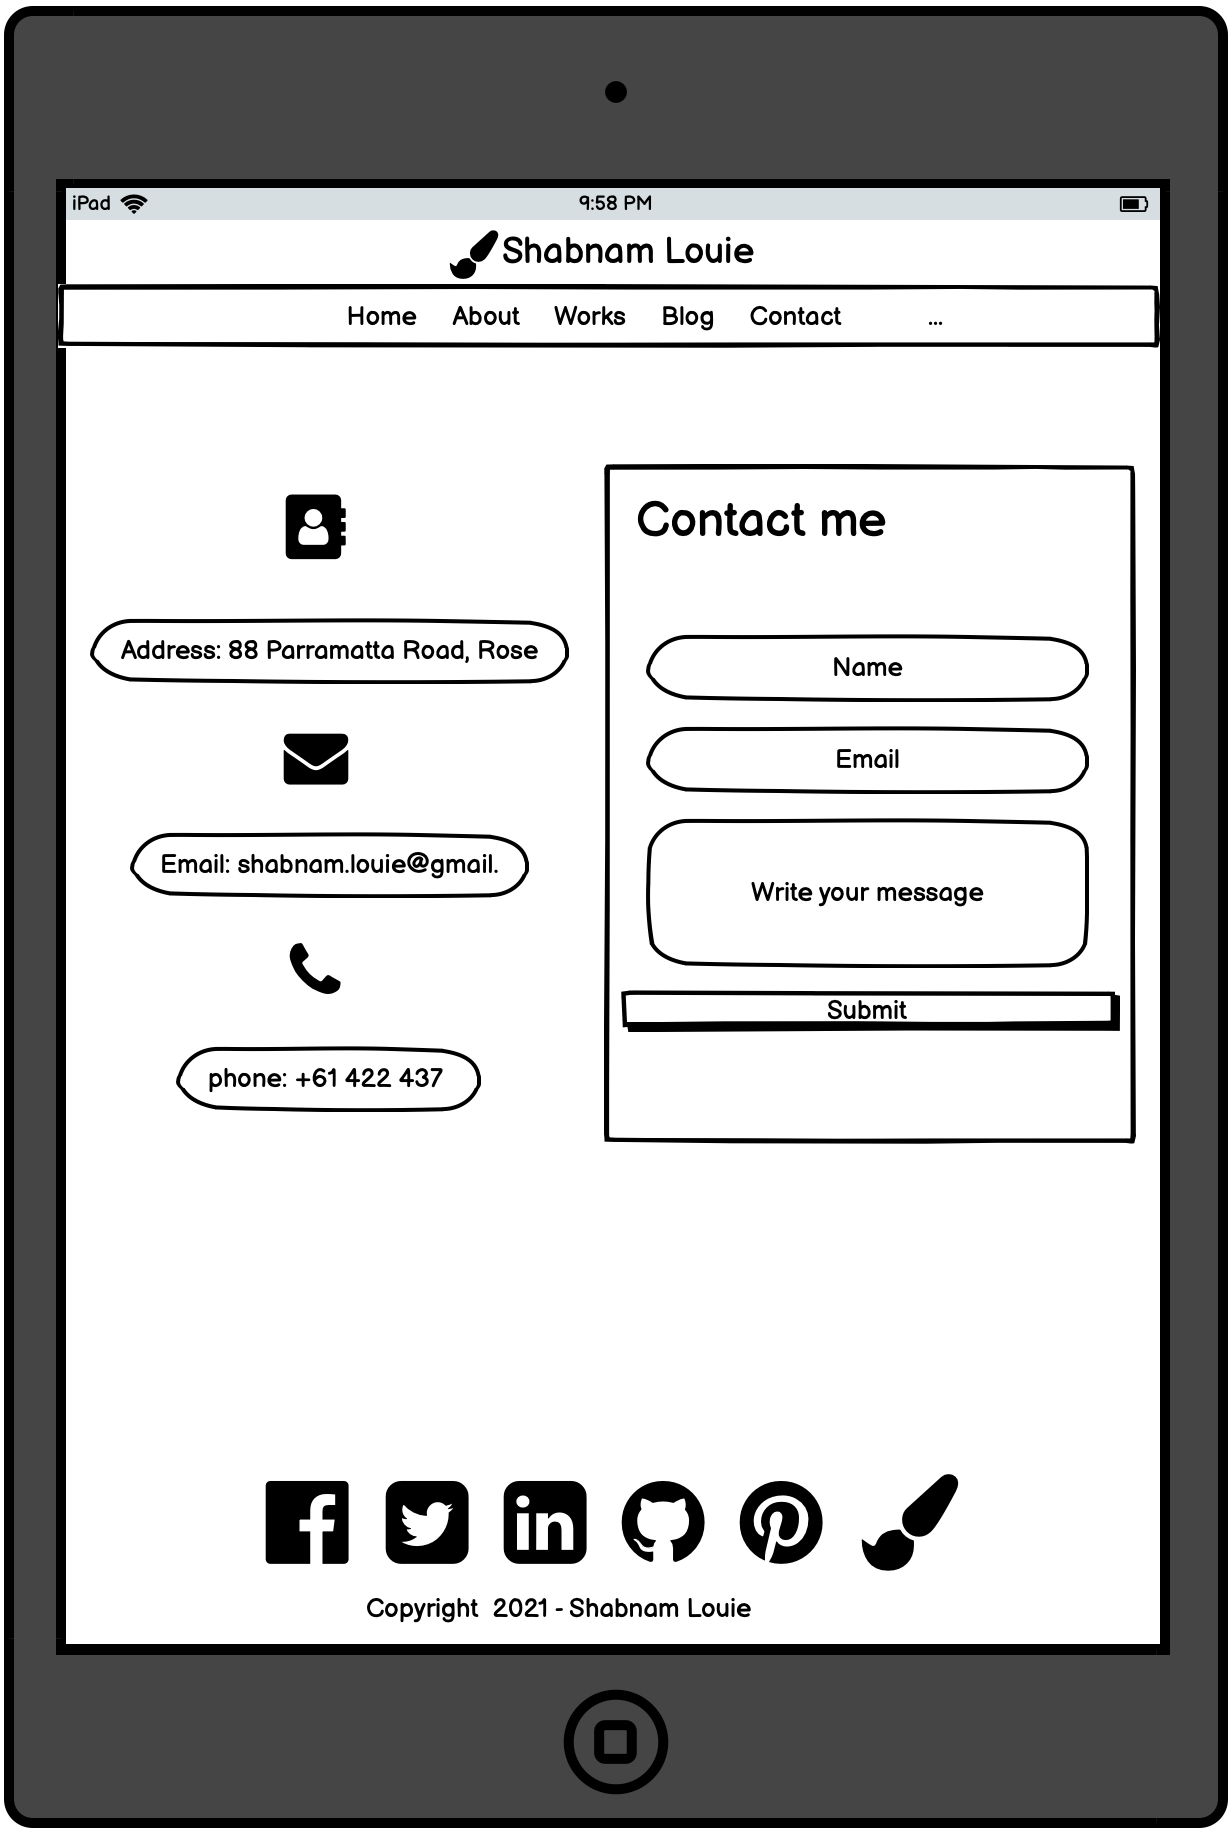 iPad 9:58 PM
Shabnam Louie
Home About Works Blog Contact ...
Contact me
Address: 88 Parramatta Road, Rose
Name
Email
Email: shabnam.louie@gmail.
Write your message
Submit
phone: +61 422 437
Copyright 2021 - Shabnam Louie